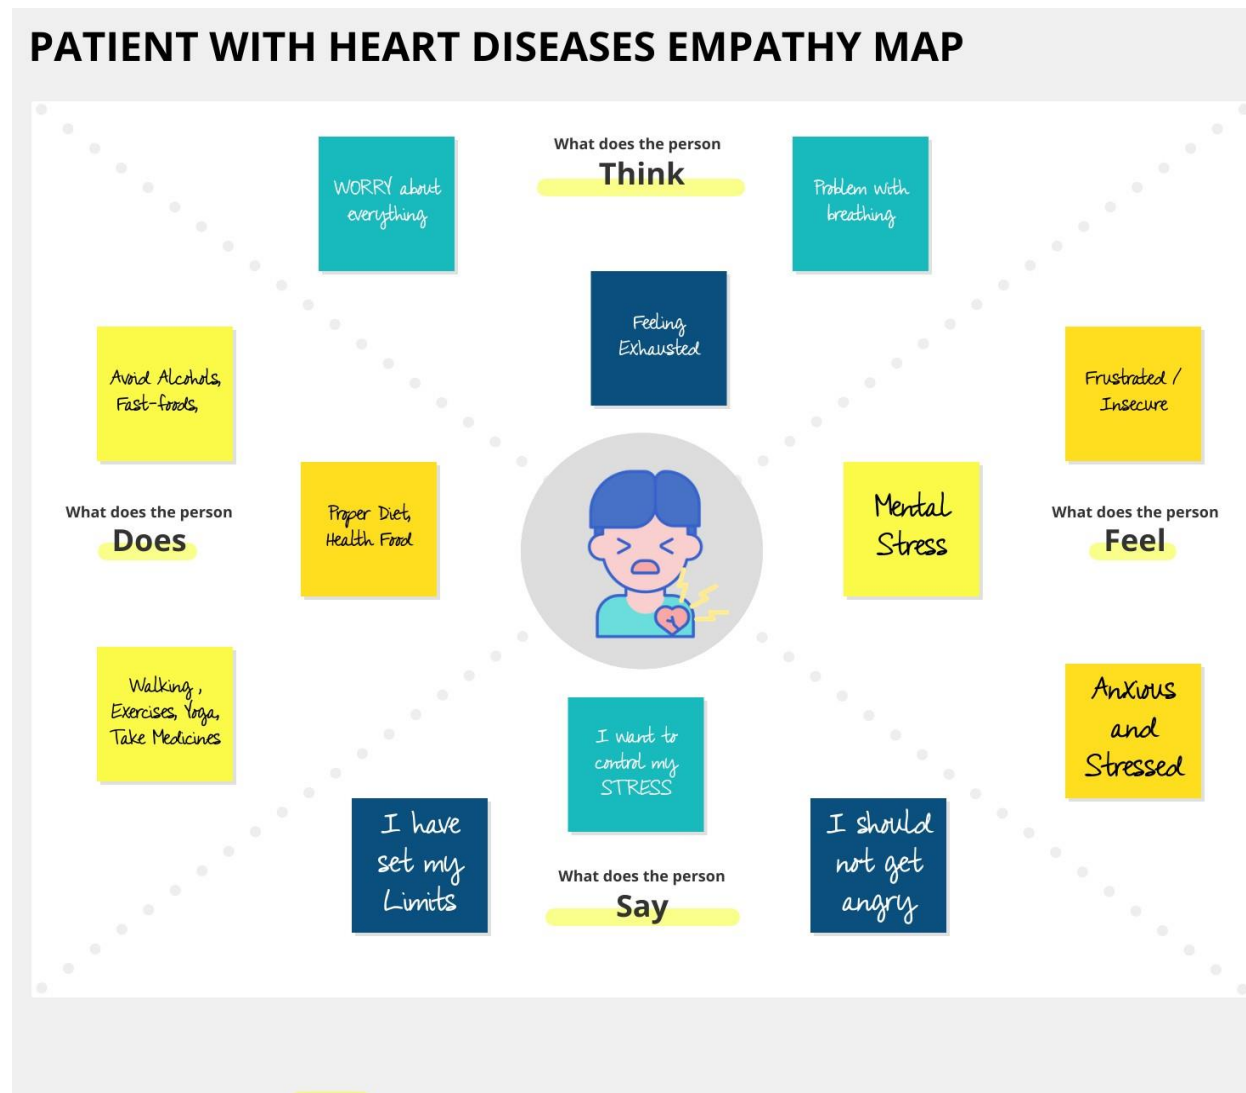 PATIENT WITH HEART DISEASES EMPATHY MAP
What does the person
Think
WORRY about
everything
Problem with
breathing
Feeling
Exhausted
Avoid Alcohols,
Fast-foods,
What does the person
Does
Proper Diet,
Health Food
Walking,
Exercises, Yoga,
Take Medicines
Frustrated /
Insecure
Mental
Stress
What does the person
Feel
Anxious
and
Stressed
I want to
control my
STRESS
I have
set my
Limits
What does the person
Say
I should
not get
angry